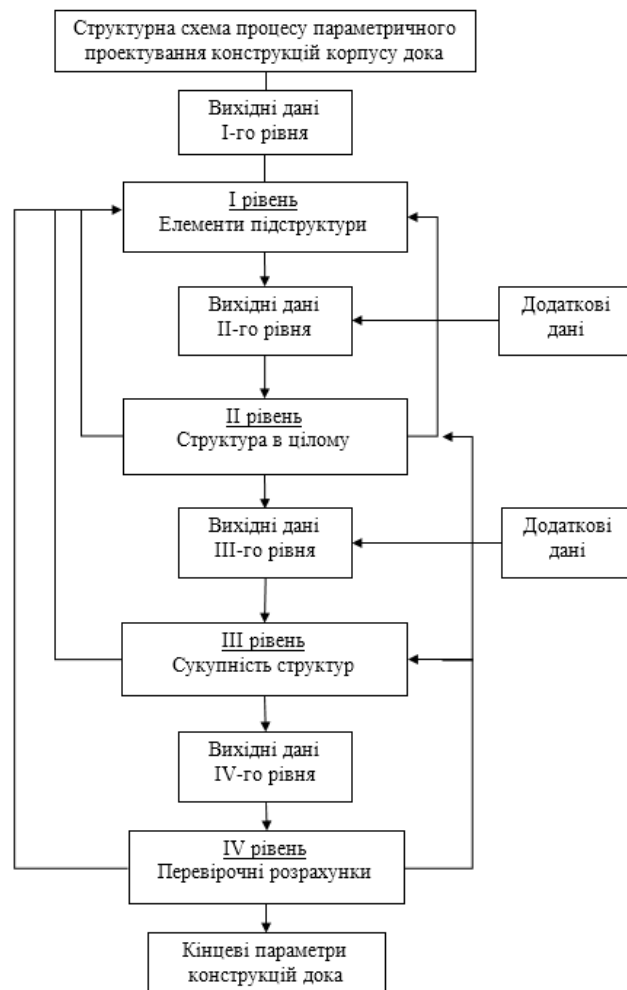 Структурна схема процесу параметричного
проектування конструкцій корпусу дока
Вихідні дані
І-го рівня
І рівень
Елементи підструктури
Вихідні дані
ІІ-го рівня
Додаткові
дані
ІІ рівень
Структура в цілому
Вихідні дані
ІІІ-го рівня
Додаткові
дані
ІІІ рівень
Сукупність структур
Вихідні дані
IV-го рівня
IV рівень
Перевірочні розрахунки
Кінцеві параметри
конструкцій дока